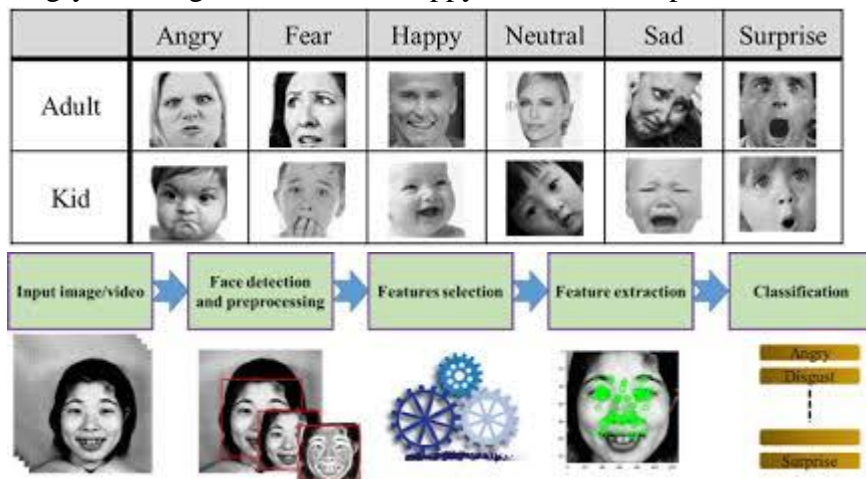 Angry Fear Happy Neutral Sad Surprise
Adult
Kid
Input image/video
Face detection
and preprocessing
Features selection
Feature extraction
Classification
Angry
Disgust
Surprise